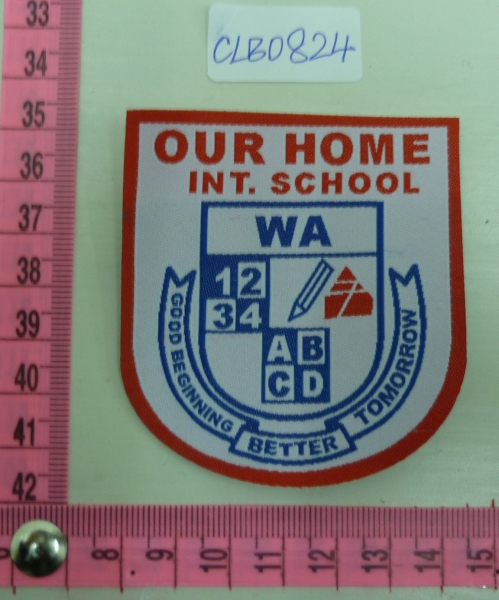 CLB0824
OUR HOME
INT. SCHOOL
WA
12
34
AB
CD
GOOD BEGINNING
BETTER
TOMORROW
33
34
35
36
37
38
39
40
41
42
8 9 10 11 12 13 14 15